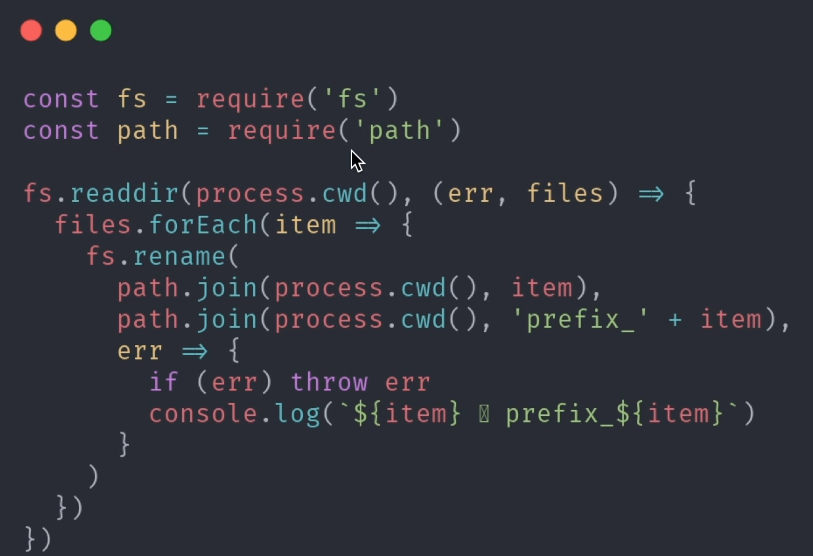 const fs = require('fs')
const path = require('path')
fs.readdir(process.cwd(), (err, files) => {
files.forEach(item => {
fs.rename(
path.join(process.cwd(), item),
path.join(process.cwd(), 'prefix_' + item),
err => {
if (err) throw err
console.log(`${item} prefix_${item}`)
}
)
})
})